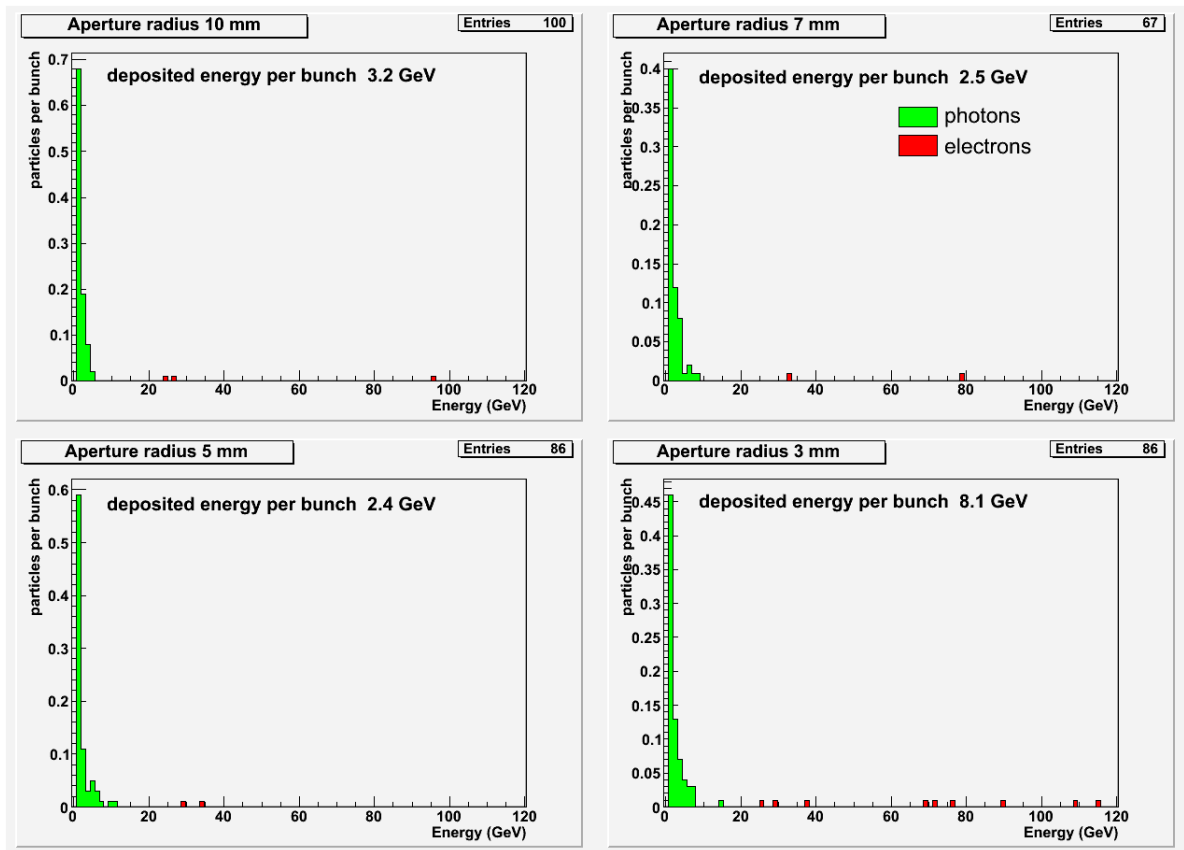 Aperture radius 10 mm
Entries 100
deposited energy per bunch 3.2 GeV
particles per bunch
0.7
0.6
0.5
0.4
0.3
0.2
0.1
0
0 20 40 60 80 100 120
Energy (GeV)
Aperture radius 7 mm
Entries 67
deposited energy per bunch 2.5 GeV
photons
electrons
particles per bunch
0.4
0.35
0.3
0.25
0.2
0.15
0.1
0.05
0
0 20 40 60 80 100 120
Energy (GeV)
Aperture radius 5 mm
Entries 86
deposited energy per bunch 2.4 GeV
particles per bunch
0.6
0.5
0.4
0.3
0.2
0.1
0
0 20 40 60 80 100 120
Energy (GeV)
Aperture radius 3 mm
Entries 86
deposited energy per bunch 8.1 GeV
particles per bunch
0.45
0.4
0.35
0.3
0.25
0.2
0.15
0.1
0.05
0
0 20 40 60 80 100 120
Energy (GeV)